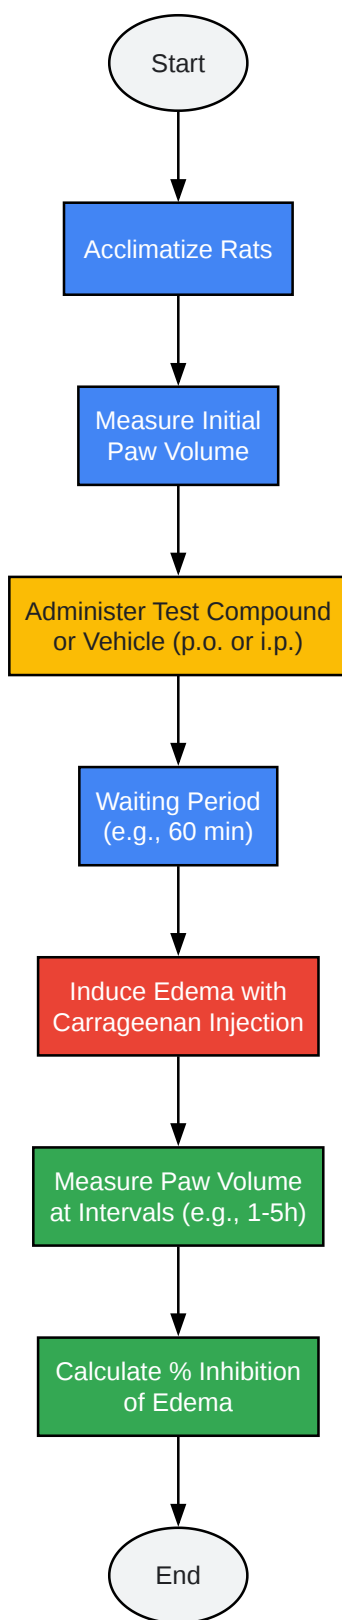 Start
Acclimatize Rats
Measure Initial
Paw Volume
Administer Test Compound
or Vehicle (p.o. or i.p.)
Waiting Period
(e.g., 60 min)
Induce Edema with
Carrageenan Injection
Measure Paw Volume
at Intervals (e.g., 1-5h)
Calculate % Inhibition
of Edema
End